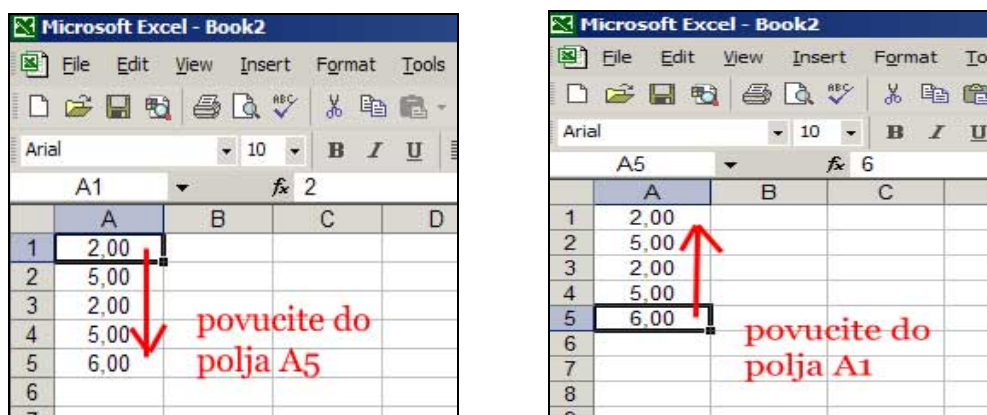 Microsoft Excel - Book2
File Edit View Insert Format Tools
ABC
Arial 10 B I U
A1 fx 2
A B C D
1 2,00
2 5,00
3 2,00
4 5,00
5 6,00
6
povucite do
polja A5
Microsoft Excel - Book2
File Edit View Insert Format To
ABC
Arial 10 B I U
A5 fx 6
A B C
1 2,00
2 5,00
3 2,00
4 5,00
5 6,00
6
7
8
povucite do
polja A1